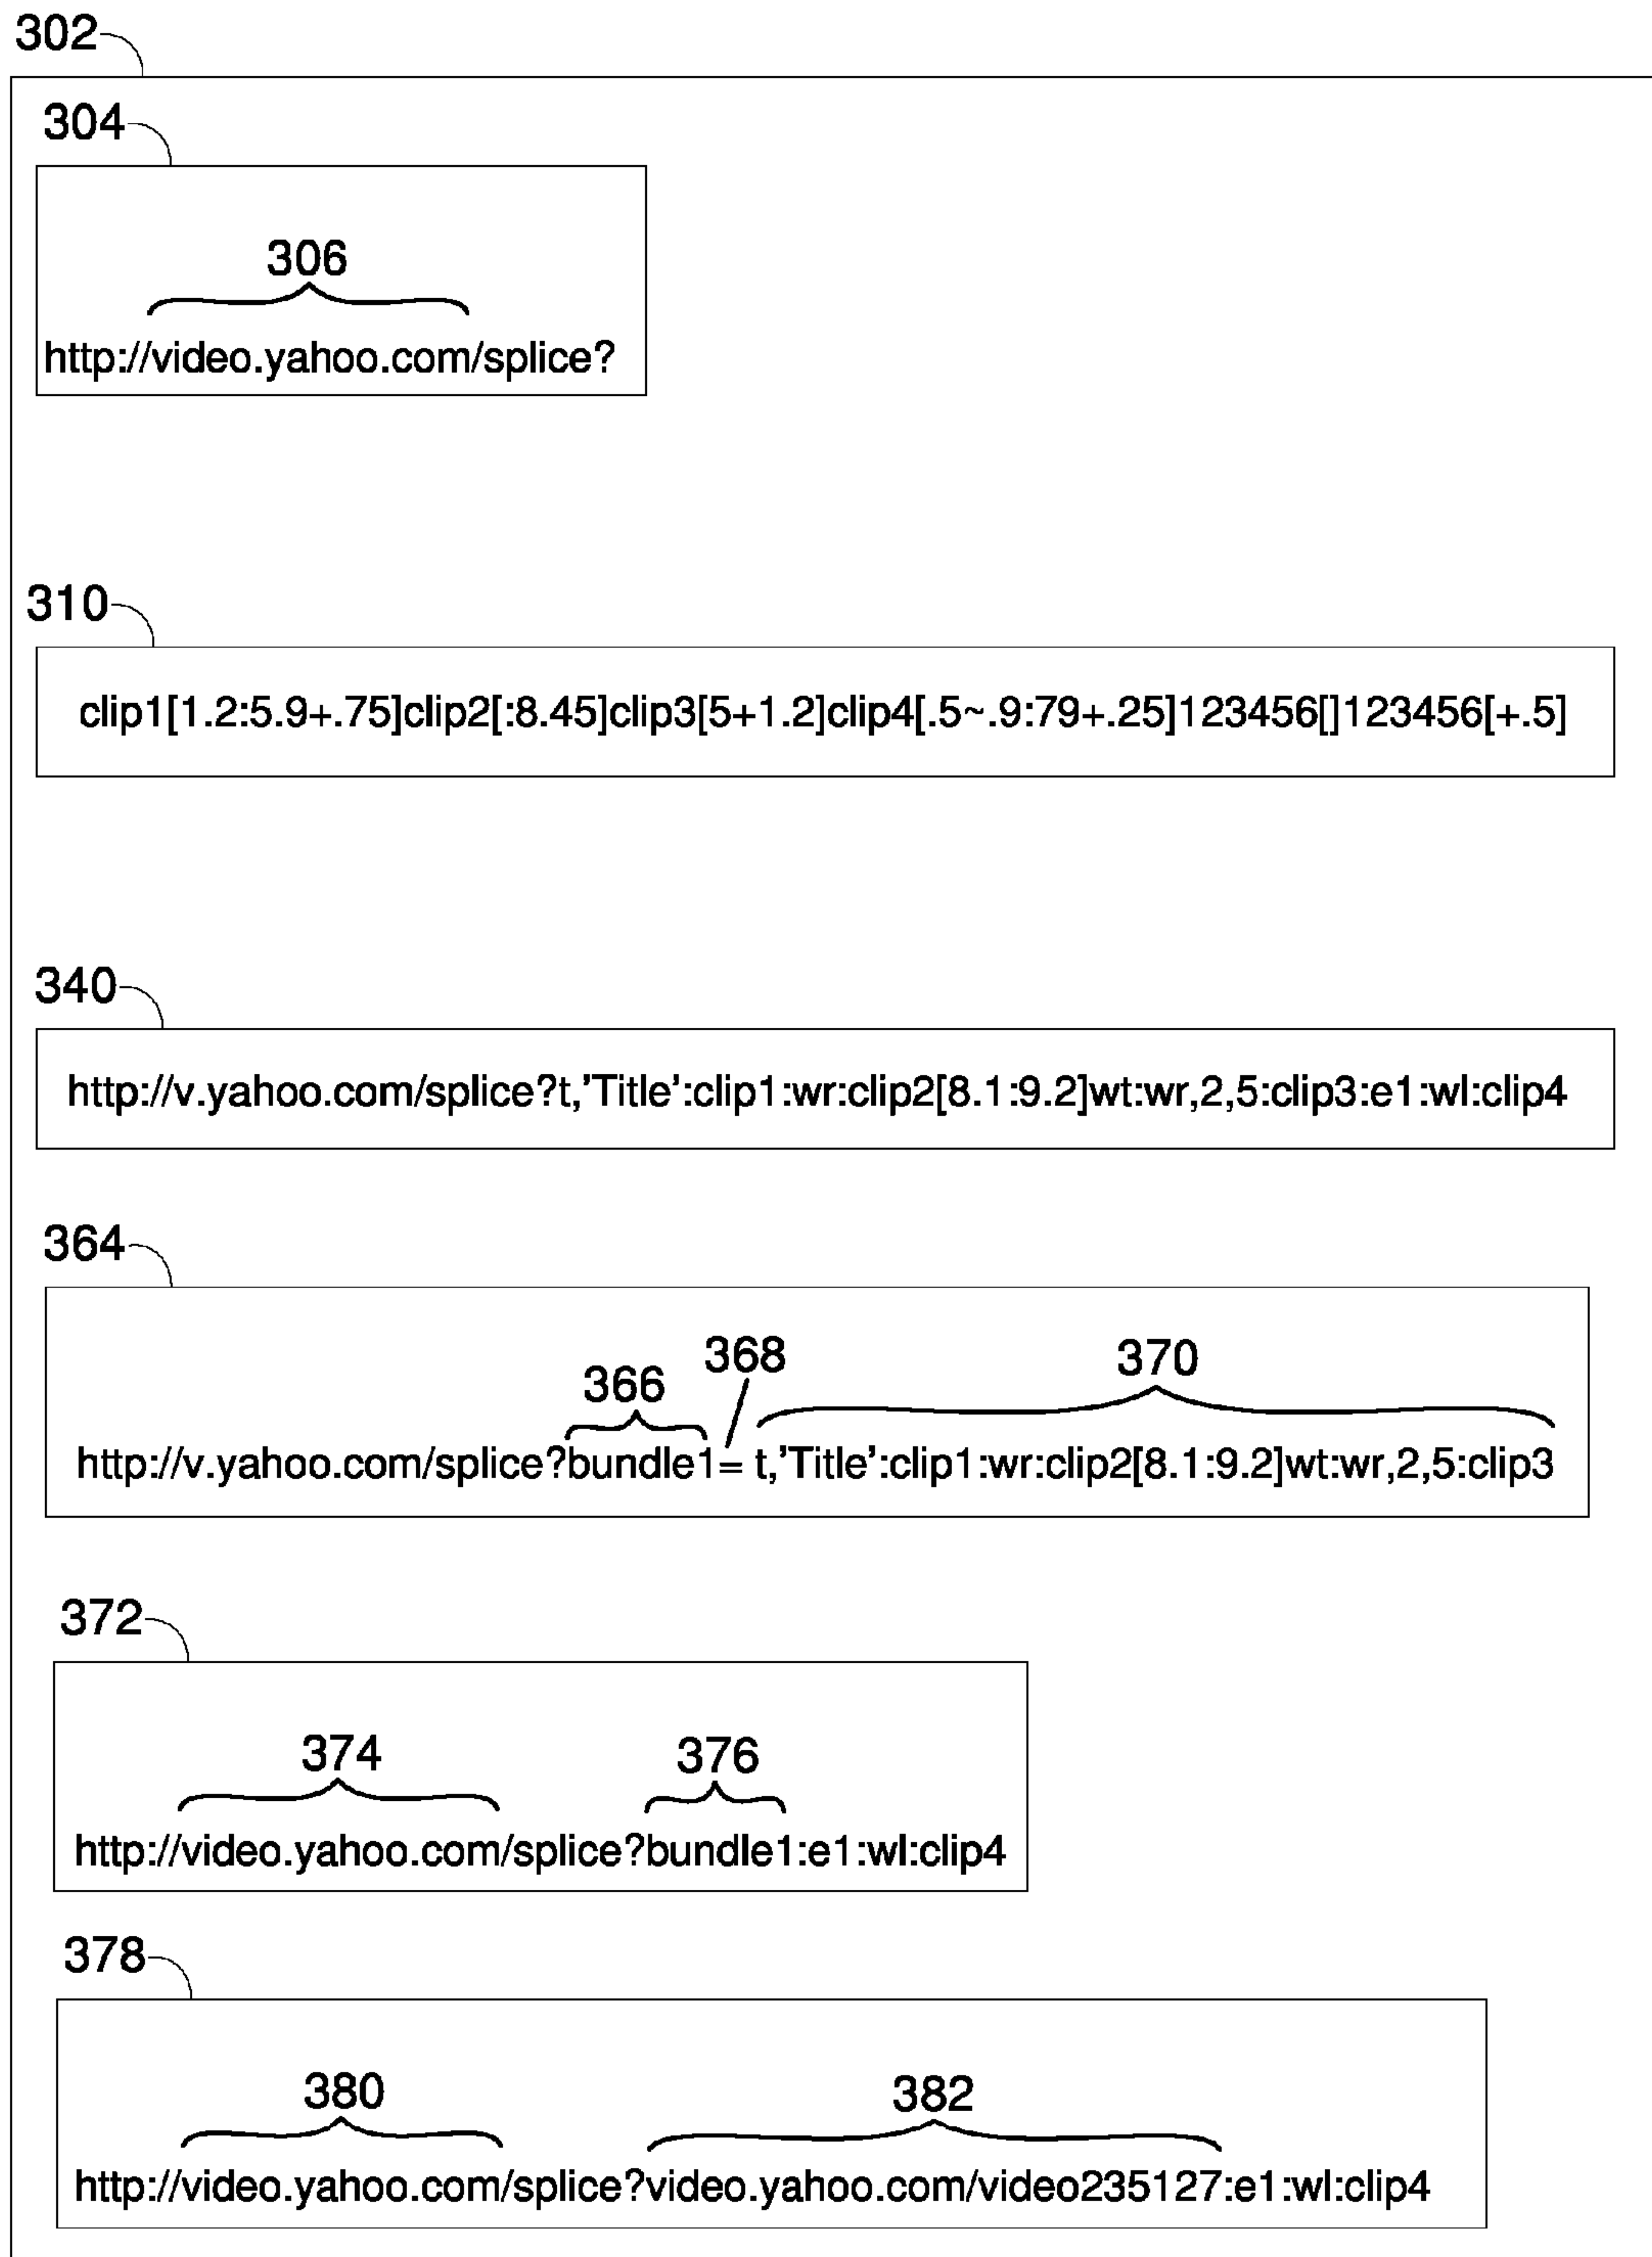 302
304
306
http://video.yahoo.com/splice?
310
clip1[1.2:5.9+.75]clip2[:8.45]clip3[5+1.2]clip4[.5~.9:79+.25]123456[]123456[+.5]
340
http://v.yahoo.com/splice?t,'Title':clip1:wr:clip2[8.1:9.2]wt:wr,2,5:clip3:e1:wl:clip4
364
366 368 370
http://v.yahoo.com/splice?bundle1= t,'Title':clip1:wr:clip2[8.1:9.2]wt:wr,2,5:clip3
372
374 376
http://video.yahoo.com/splice?bundle1:e1:wl:clip4
378
380 382
http://video.yahoo.com/splice?video.yahoo.com/video235127:e1:wl:clip4